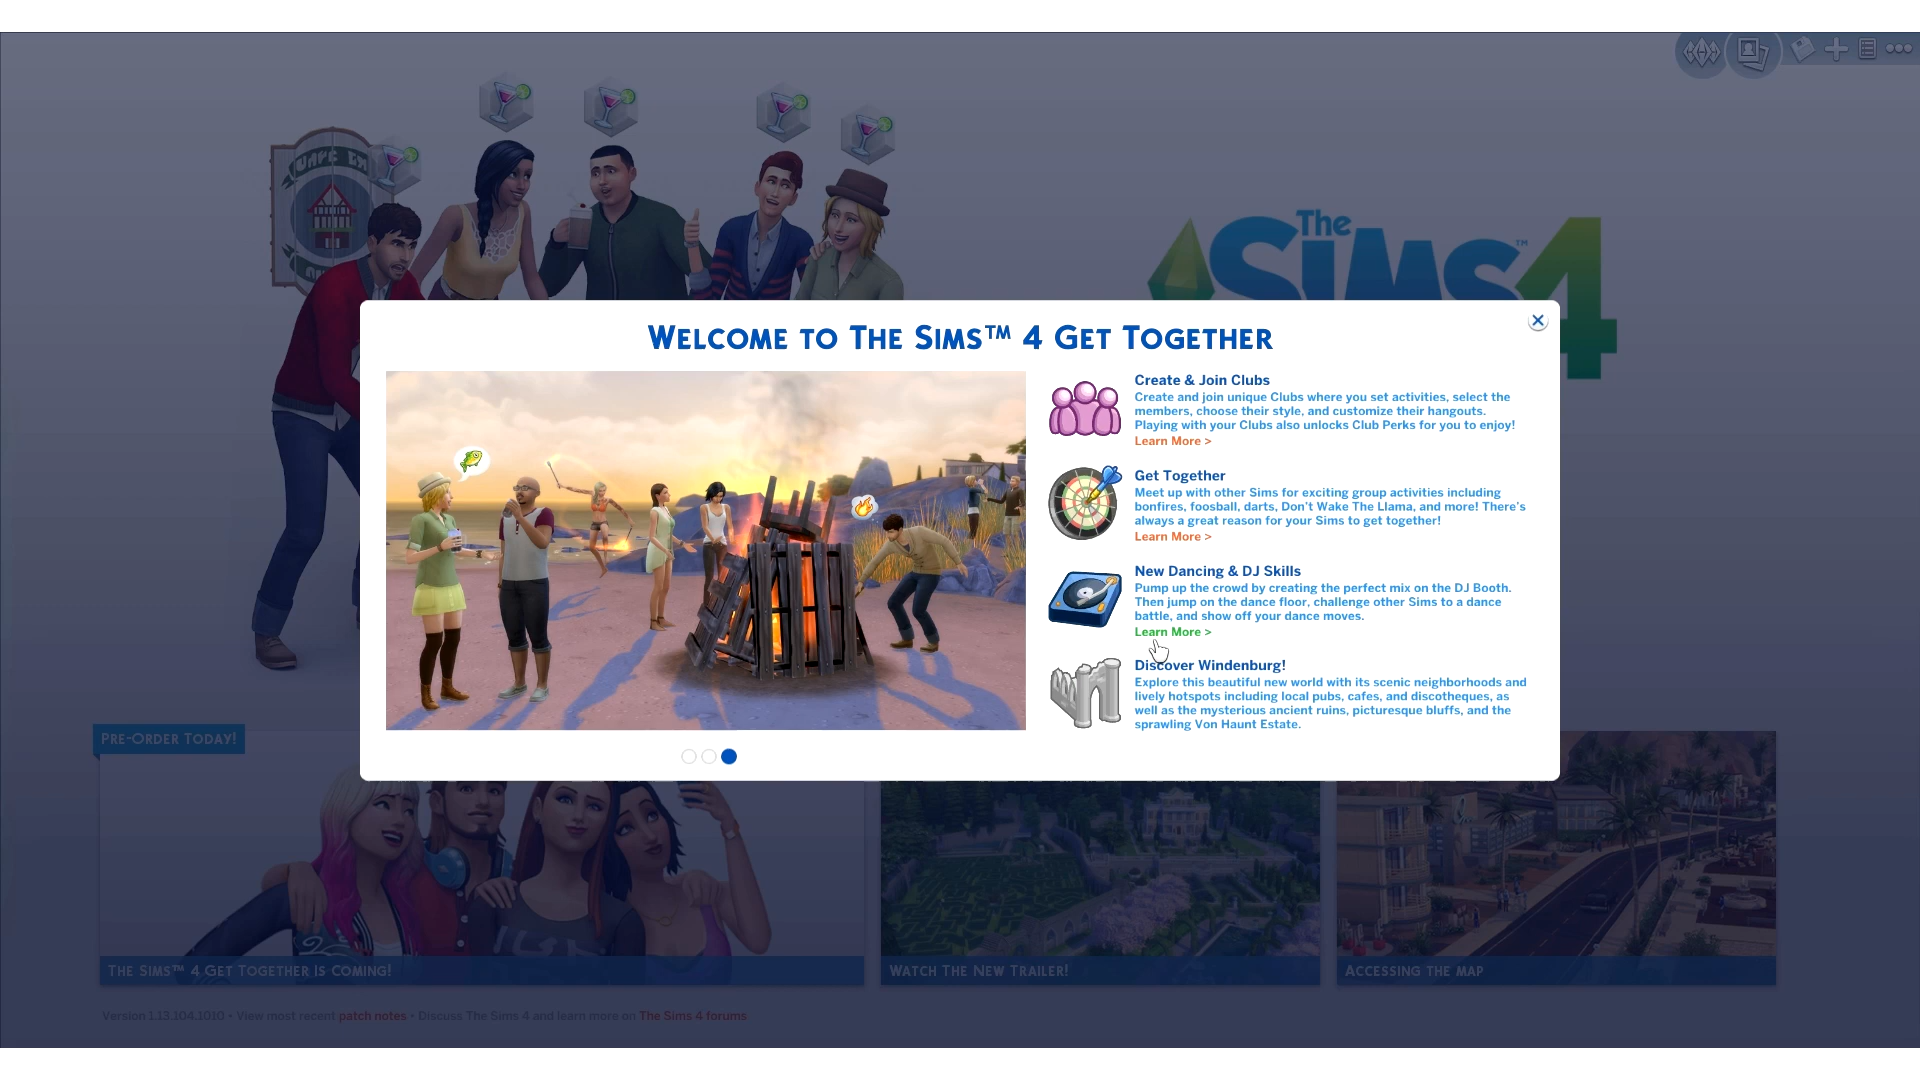 The
SiMS™ 4
WELCOME TO THE SIMS™ 4 GET TOGETHER
Create & Join Clubs
Create and join unique Clubs where you set activities, select the
members, choose their style, and customize their hangouts.
Playing with your Clubs also unlocks Club Perks for you to enjoy!
Learn More >
Get Together
Meet up with other Sims for exciting group activities including
bonfires, foosball, darts, Don't Wake The Llama, and more! There's
always a great reason for your Sims to get together!
Learn More >
New Dancing & DJ Skills
Pump up the crowd by creating the perfect mix on the DJ Booth.
Then jump on the dance floor, challenge other Sims to a dance
battle, and show off your dance moves.
Learn More >
Discover Windenburg!
Explore this beautiful new world with its scenic neighborhoods and
lively hotspots including local pubs, cafes, and discotheques, as
well as the mysterious ancient ruins, picturesque bluffs, and the
sprawling Von Haunt Estate.
PRE-ORDER TODAY!
THE SIMS™ 4 GET TOGETHER IS COMING!
WATCH THE NEW TRAILER!
ACCESSING THE MAP
Version 1.13.104.1010 • View most recent patch notes • Discuss The Sims 4 and learn more on The Sims 4 forums